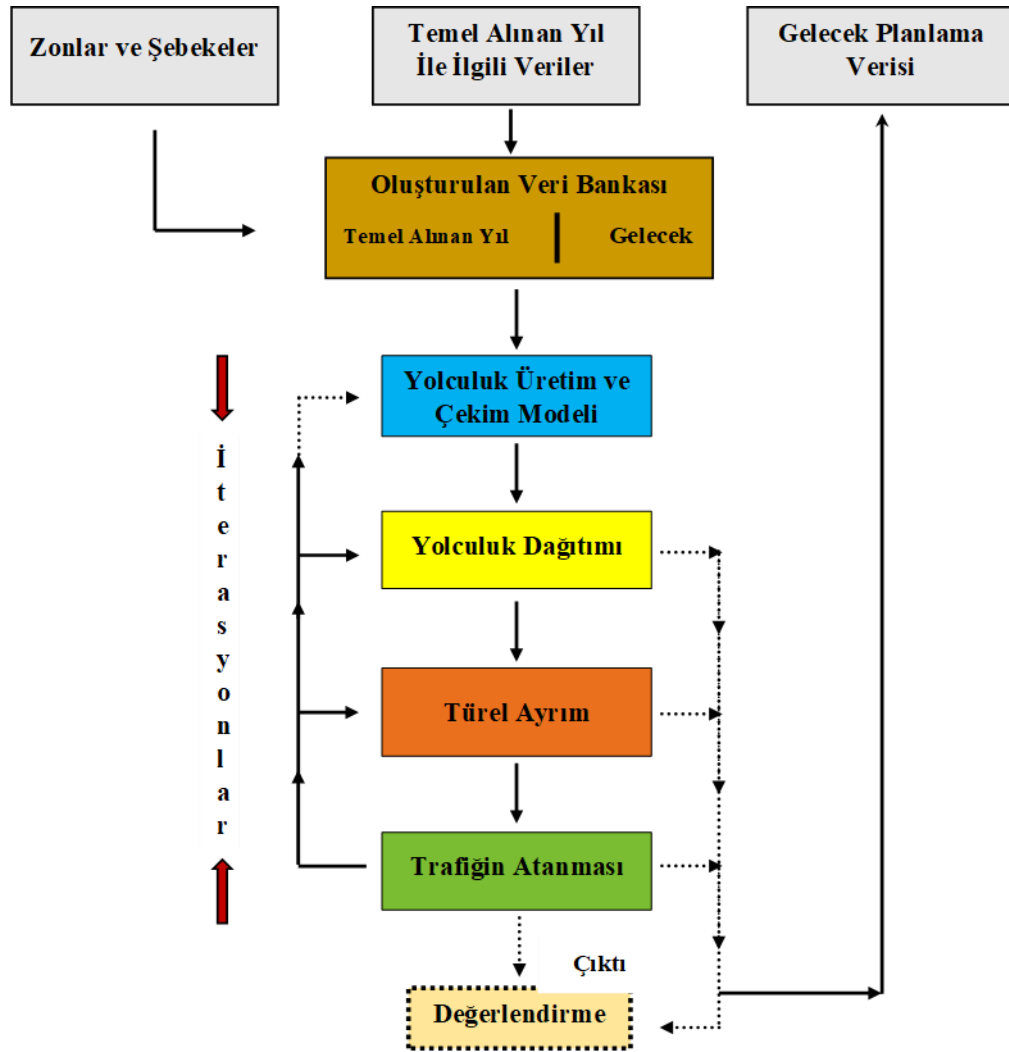 Zonlar ve Şebekeler
Temel Alınan Yıl
İle İlgili Veriler
Gelecek Planlama
Verisi
Oluşturulan Veri Bankası
Temel Alınan Yıl
Gelecek
Yolculuk Üretim ve
Çekim Modeli
İterasyonlar
Yolculuk Dağıtımı
Türel Ayrım
Trafiğin Atanması
Çıktı
Değerlendirme